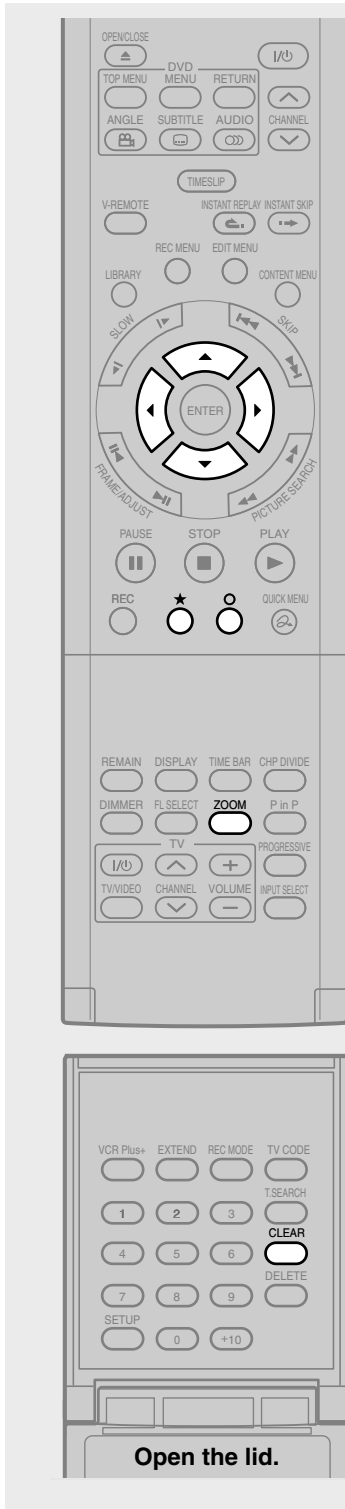 OPEN/CLOSE
I/
DVD
TOP MENU MENU RETURN
ANGLE SUBTITLE AUDIO CHANNEL
TIMESLIP
V-REMOTE INSTANT REPLAY INSTANT SKIP
REC MENU EDIT MENU
LIBRARY CONTENT MENU
SLOW SKIP
ENTER
FRAME/ADJUST PICTURE SEARCH
PAUSE STOP PLAY
REC QUICK MENU
REMAIN DISPLAY TIME BAR CHP DIVIDE
DIMMER FL SELECT ZOOM P in P
TV PROGRESSIVE
I/
TV/VIDEO CHANNEL VOLUME INPUT SELECT
VCR Plus+ EXTEND REC MODE TV CODE
T.SEARCH
1 2 3
CLEAR
4 5 6
DELETE
7 8 9
SETUP
0 +10
Open the lid.